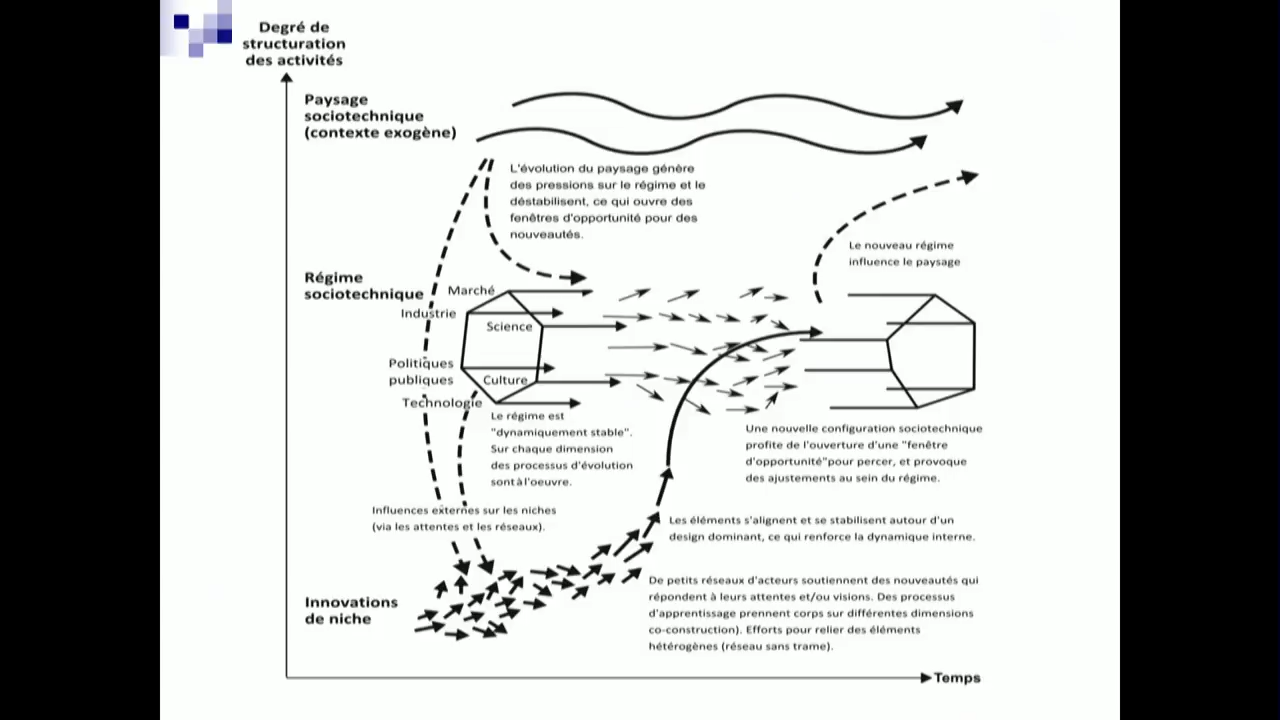 Degré de
structuration
des activités
Paysage
sociotechnique
(contexte exogène)
L'évolution du paysage génère
des pressions sur le régime et le
déstabilisent, ce qui ouvre des
fenêtres d'opportunité pour des
nouveautés.
Le nouveau régime
influence le paysage
Régime
sociotechnique
Marché
Industrie
Science
Politiques
publiques
Culture
Technologie
Le régime est
"dynamiquement stable".
Sur chaque dimension
des processus d'évolution
sont à l'oeuvre.
Une nouvelle configuration sociotechnique
profite de l'ouverture d'une "fenêtre
d'opportunité"pour percer, et provoque
des ajustements au sein du régime.
Influences externes sur les niches
(via les attentes et les réseaux).
Les éléments s'alignent et se stabilisent autour d'un
design dominant, ce qui renforce la dynamique interne.
De petits réseaux d'acteurs soutiennent des nouveautés qui
répondent à leurs attentes et/ou visions. Des processus
d'apprentissage prennent corps sur différentes dimensions
co-construction). Efforts pour relier des éléments
hétérogènes (réseau sans trame).
Innovations
de niche
Temps